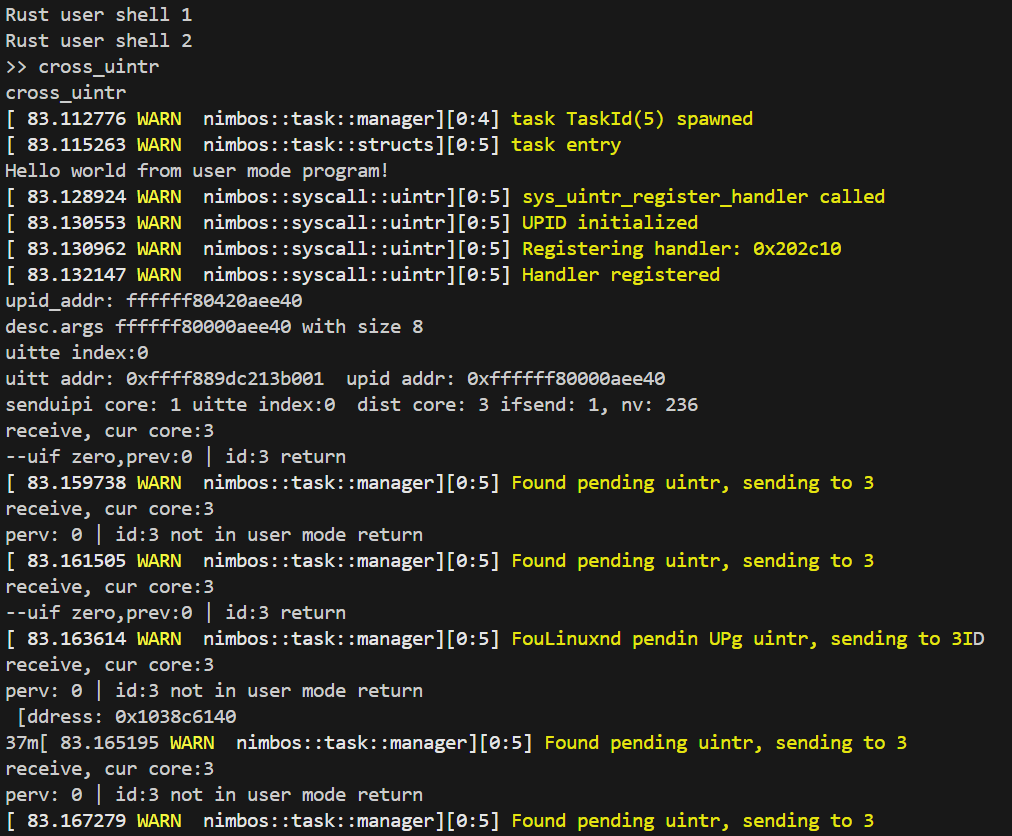 Rust user shell 1
Rust user shell 2
>> cross_uintr
cross_uintr
[ 83.112776 WARN  nimbos::task::manager][0:4] task TaskId(5) spawned
[ 83.115263 WARN  nimbos::task::structs][0:5] task entry
Hello world from user mode program!
[ 83.128924 WARN  nimbos::syscall::uintr][0:5] sys_uintr_register_handler called
[ 83.130553 WARN  nimbos::syscall::uintr][0:5] UPID initialized
[ 83.130962 WARN  nimbos::syscall::uintr][0:5] Registering handler: 0x202c10
[ 83.132147 WARN  nimbos::syscall::uintr][0:5] Handler registered
upid_addr: ffffff80420aee40
desc.args ffffff80000aee40 with size 8
uitte index:0
uitt addr: 0xffff889dc213b001  upid addr: 0xffffff80000aee40
senduipi core: 1 uitte index:0  dist core: 3 ifsend: 1, nv: 236
receive, cur core:3
--uif zero,prev:0 | id:3 return
[ 83.159738 WARN  nimbos::task::manager][0:5] Found pending uintr, sending to 3
receive, cur core:3
perv: 0 | id:3 not in user mode return
[ 83.161505 WARN  nimbos::task::manager][0:5] Found pending uintr, sending to 3
receive, cur core:3
--uif zero,prev:0 | id:3 return
[ 83.163614 WARN  nimbos::task::manager][0:5] FouLinuxnd pendin UPg uintr, sending to 3ID
receive, cur core:3
perv: 0 | id:3 not in user mode return
 [ddress: 0x1038c6140
37m[ 83.165195 WARN  nimbos::task::manager][0:5] Found pending uintr, sending to 3
receive, cur core:3
perv: 0 | id:3 not in user mode return
[ 83.167279 WARN  nimbos::task::manager][0:5] Found pending uintr, sending to 3